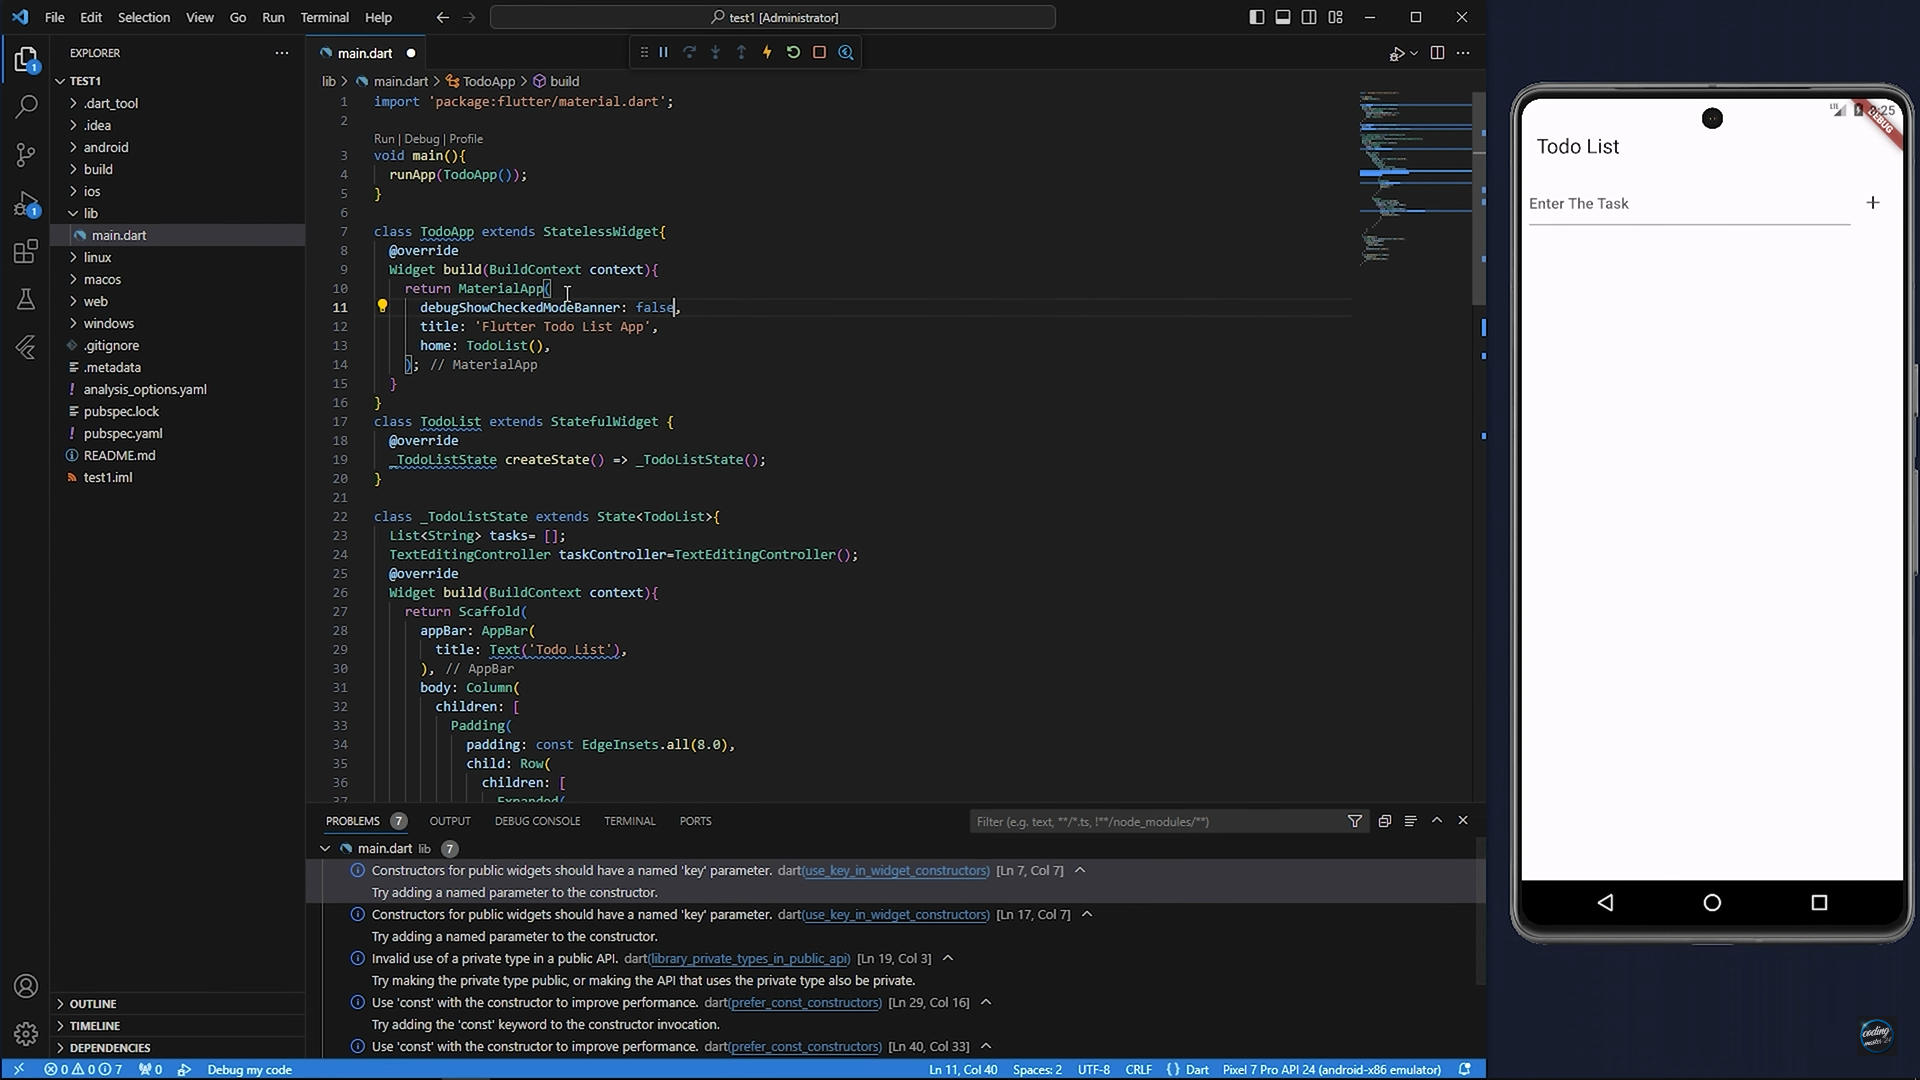 File Edit Selection View Go Run Terminal Help
test1 [Administrator]
EXPLORER
TEST1
.dart_tool
.idea
android
build
ios
lib
main.dart
linux
macos
web
windows
.gitignore
.metadata
analysis_options.yaml
pubspec.lock
pubspec.yaml
README.md
test1.iml
OUTLINE
TIMELINE
DEPENDENCIES
main.dart
lib > main.dart > TodoApp > build
1 import 'package:flutter/material.dart';
2
Run | Debug | Profile
3 void main(){
4 runApp(TodoApp());
5 }
6
7 class TodoApp extends StatelessWidget{
8 @override
9 Widget build(BuildContext context){
10 return MaterialApp(
11 debugShowCheckedModeBanner: false,
12 title: 'Flutter Todo List App',
13 home: TodoList(),
14 ); // MaterialApp
15 }
16 }
17 class TodoList extends StatefulWidget {
18 @override
19 _TodoListState createState() => _TodoListState();
20 }
21
22 class _TodoListState extends State<TodoList>{
23 List<String> tasks= [];
24 TextEditingController taskController=TextEditingController();
25 @override
26 Widget build(BuildContext context){
27 return Scaffold(
28 appBar: AppBar(
29 title: Text('Todo List'),
30 ), // AppBar
31 body: Column(
32 children: [
33 Padding(
34 padding: const EdgeInsets.all(8.0),
35 child: Row(
36 children: [
37 Expanded(
PROBLEMS 7 OUTPUT DEBUG CONSOLE TERMINAL PORTS
Filter (e.g. text, **/*.ts, !**/node_modules/**)
main.dart lib 7
Constructors for public widgets should have a named 'key' parameter. dart(use_key_in_widget_constructors) [Ln 7, Col 7]
Try adding a named parameter to the constructor.
Constructors for public widgets should have a named 'key' parameter. dart(use_key_in_widget_constructors) [Ln 17, Col 7]
Try adding a named parameter to the constructor.
Invalid use of a private type in a public API. dart(library_private_types_in_public_api) [Ln 19, Col 3]
Try making the private type public, or making the API that uses the private type also be private.
Use 'const' with the constructor to improve performance. dart(prefer_const_constructors) [Ln 29, Col 16]
Try adding the 'const' keyword to the constructor invocation.
Use 'const' with the constructor to improve performance. dart(prefer_const_constructors) [Ln 40, Col 33]
0 0 7 0 Debug my code
Ln 11, Col 40 Spaces: 2 UTF-8 CRLF {} Dart Pixel 7 Pro API 24 (android-x86 emulator)
LTE
DEBUG
Todo List
Enter The Task
+
coding